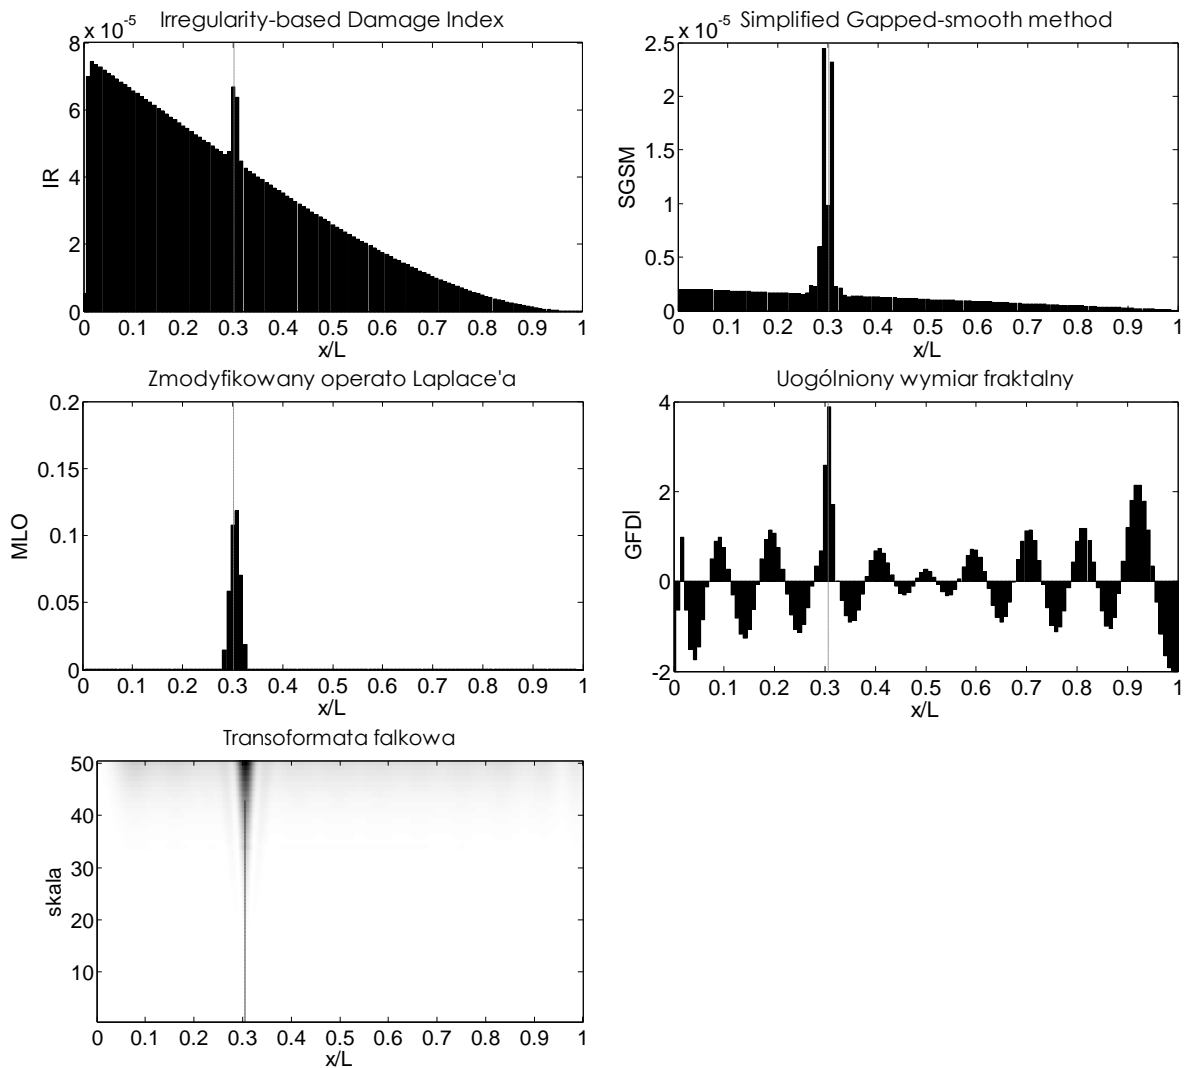 Irregularity-based Damage Index
x 10-5
8
6
4
2
0
IR
0 0.1 0.2 0.3 0.4 0.5 0.6 0.7 0.8 0.9 1
x/L
Simplified Gapped-smooth method
x 10-5
2.5
2
1.5
1
0.5
0
SGSM
0 0.1 0.2 0.3 0.4 0.5 0.6 0.7 0.8 0.9 1
x/L
Zmodyfikowany operato Laplace'a
0.2
0.15
0.1
0.05
0
MLO
0 0.1 0.2 0.3 0.4 0.5 0.6 0.7 0.8 0.9 1
x/L
Uogólniony wymiar fraktalny
4
2
0
-2
GFDI
0 0.1 0.2 0.3 0.4 0.5 0.6 0.7 0.8 0.9 1
x/L
Transoformata falkowa
50
40
30
20
10
skala
0 0.1 0.2 0.3 0.4 0.5 0.6 0.7 0.8 0.9 1
x/L